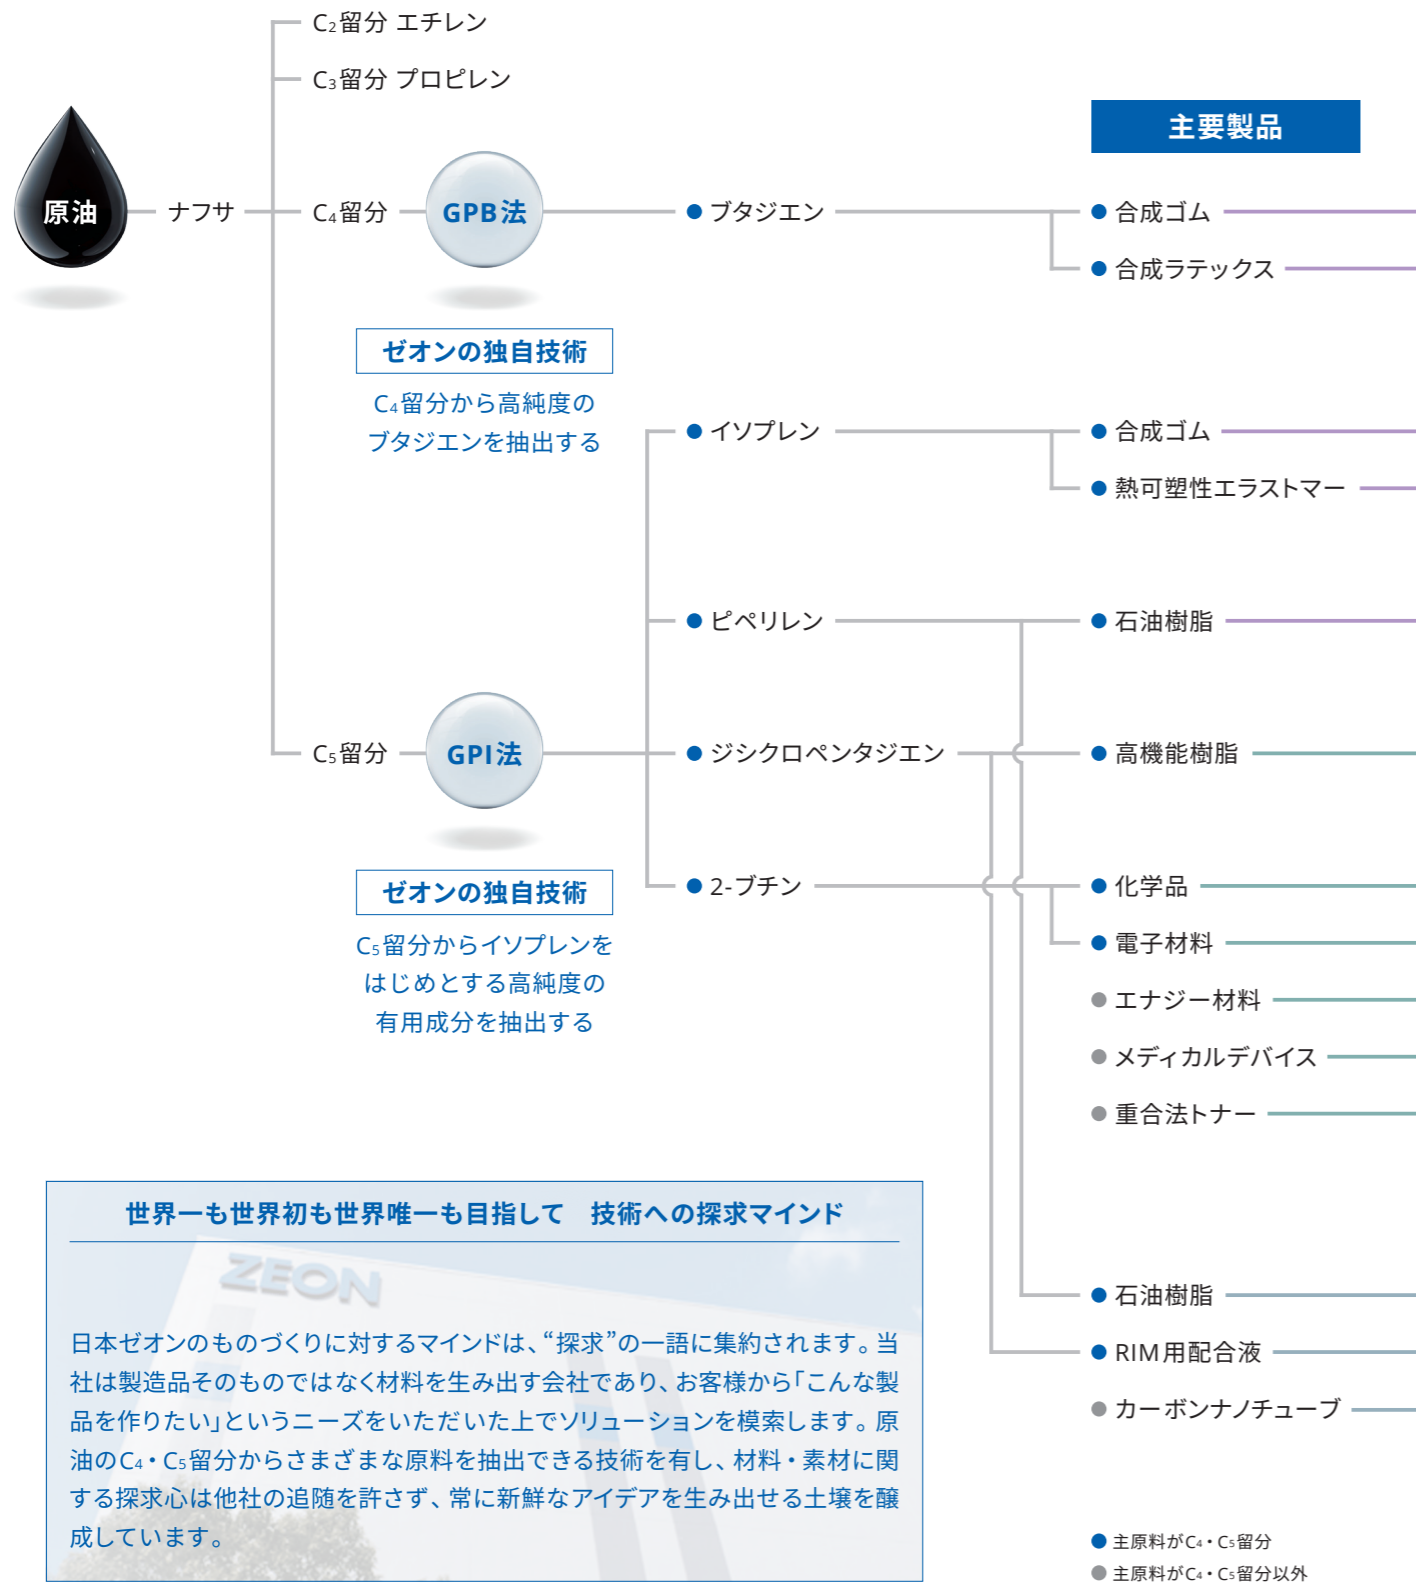 C₂留分 エチレン
C₃留分 プロピレン
主要製品
原油
ナフサ
C₄留分
GPB法
ブタジエン
合成ゴム
合成ラテックス
ゼオンの独自技術
C₄留分から高純度の
ブタジエンを抽出する
イソプレン
合成ゴム
熱可塑性エラストマー
ピペリレン
石油樹脂
C₅留分
GPI法
ジシクロペンタジエン
高機能樹脂
ゼオンの独自技術
C₅留分からイソプレンを
はじめとする高純度の
有用成分を抽出する
2-ブチン
化学品
電子材料
エナジー材料
メディカルデバイス
重合法トナー
石油樹脂
RIM用配合液
カーボンナノチューブ
世界一も世界初も世界唯一も目指して 技術への探求マインド
ZEON
日本ゼオンのものづくりに対するマインドは、“探求”の一語に集約されます。当
社は製造品そのものではなく材料を生み出す会社であり、お客様から「こんな製
品を作りたい」というニーズをいただいた上でソリューションを模索します。原
油のC₄・C₅留分からさまざまな原料を抽出できる技術を有し、材料・素材に関
する探求心は他社の追随を許さず、常に新鮮なアイデアを生み出せる土壌を醸
成しています。
主原料がC₄・C₅留分
主原料がC₄・C₅留分以外